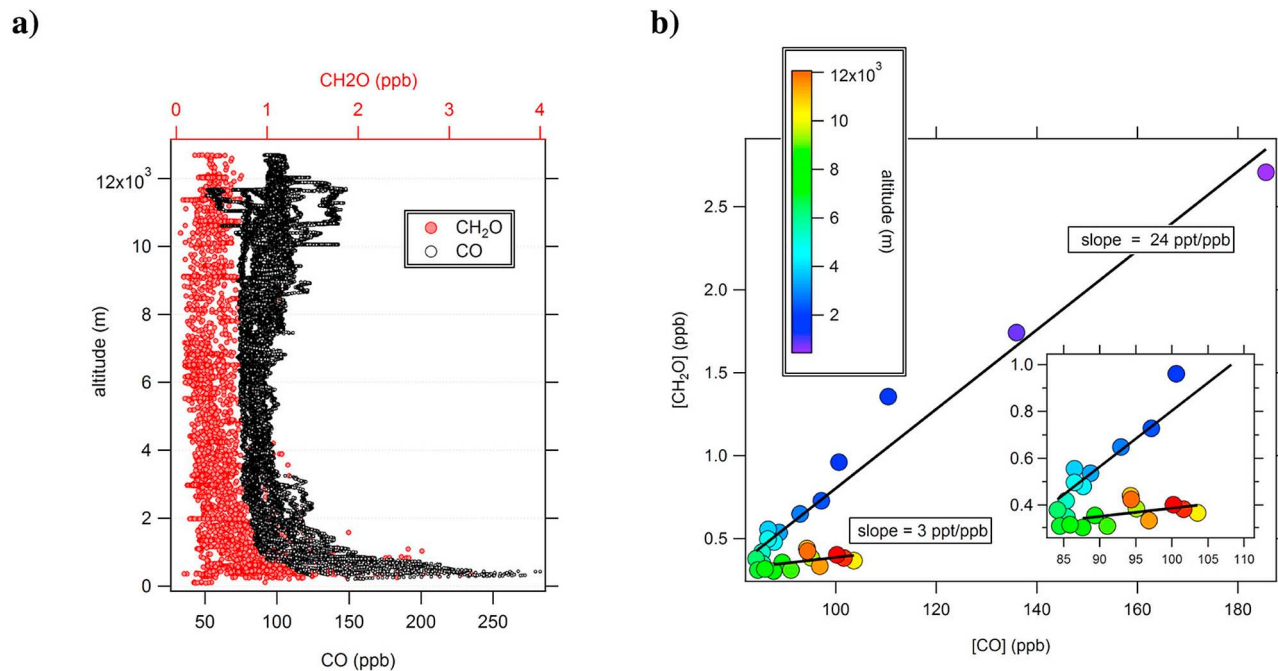 a)
CH2O (ppb)
0 1 2 3 4
12x10³
10
8
6
4
2
0
altitude (m)
CH₂O
CO
50 100 150 200 250
CO (ppb)
b)
12x10³
10
8
6
4
2
altitude (m)
2.5
2.0
1.5
1.0
0.5
[CH₂O] (ppb)
slope = 24 ppt/ppb
slope = 3 ppt/ppb
1.0
0.8
0.6
0.4
85 90 95 100 105 110
100 120 140 160 180
[CO] (ppb)